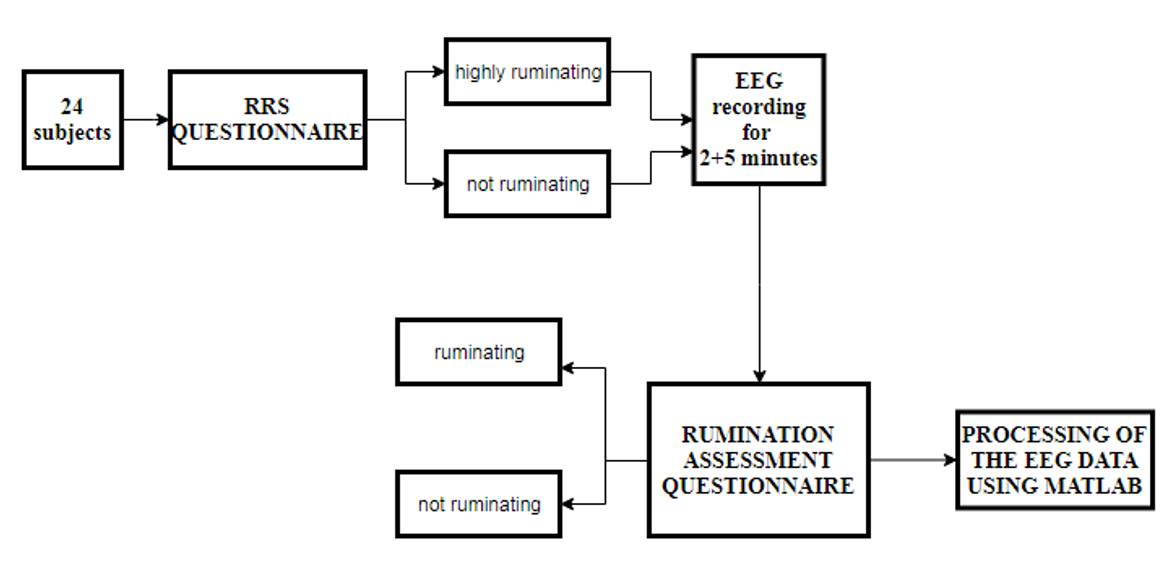 24
subjects
RRS
QUESTIONNAIRE
highly ruminating
not ruminating
EEG
recording
for
2+5 minutes
ruminating
not ruminating
RUMINATION
ASSESSMENT
QUESTIONNAIRE
PROCESSING OF
THE EEG DATA
USING MATLAB